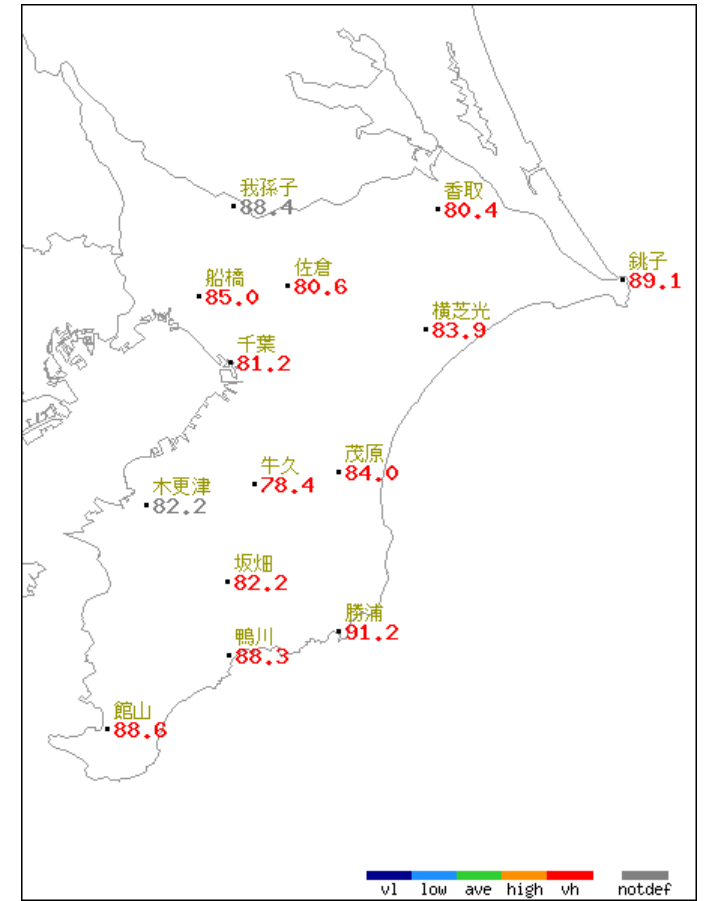 我孫子
88.4
香取
80.4
銚子
89.1
佐倉
80.6
船橋
85.0
横芝光
83.9
千葉
81.2
茂原
84.0
牛久
78.4
木更津
82.2
坂畑
82.2
勝浦
91.2
鴨川
88.3
館山
88.6
vl low ave high vh notdef